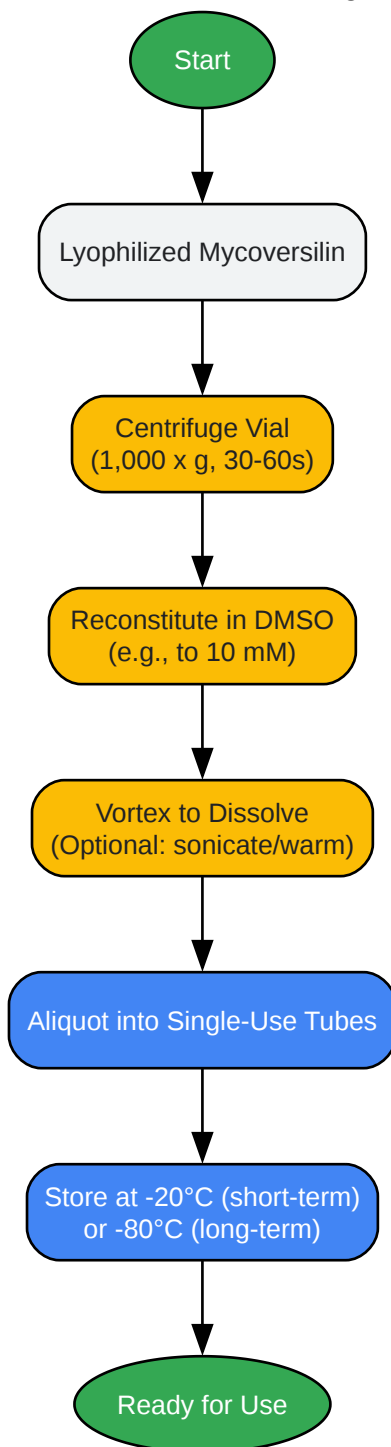 Start
Lyophilized Mycoversilin
Centrifuge Vial
(1,000 x g, 30-60s)
Reconstitute in DMSO
(e.g., to 10 mM)
Vortex to Dissolve
(Optional: sonicate/warm)
Aliquot into Single-Use Tubes
Store at -20°C (short-term)
or -80°C (long-term)
Ready for Use